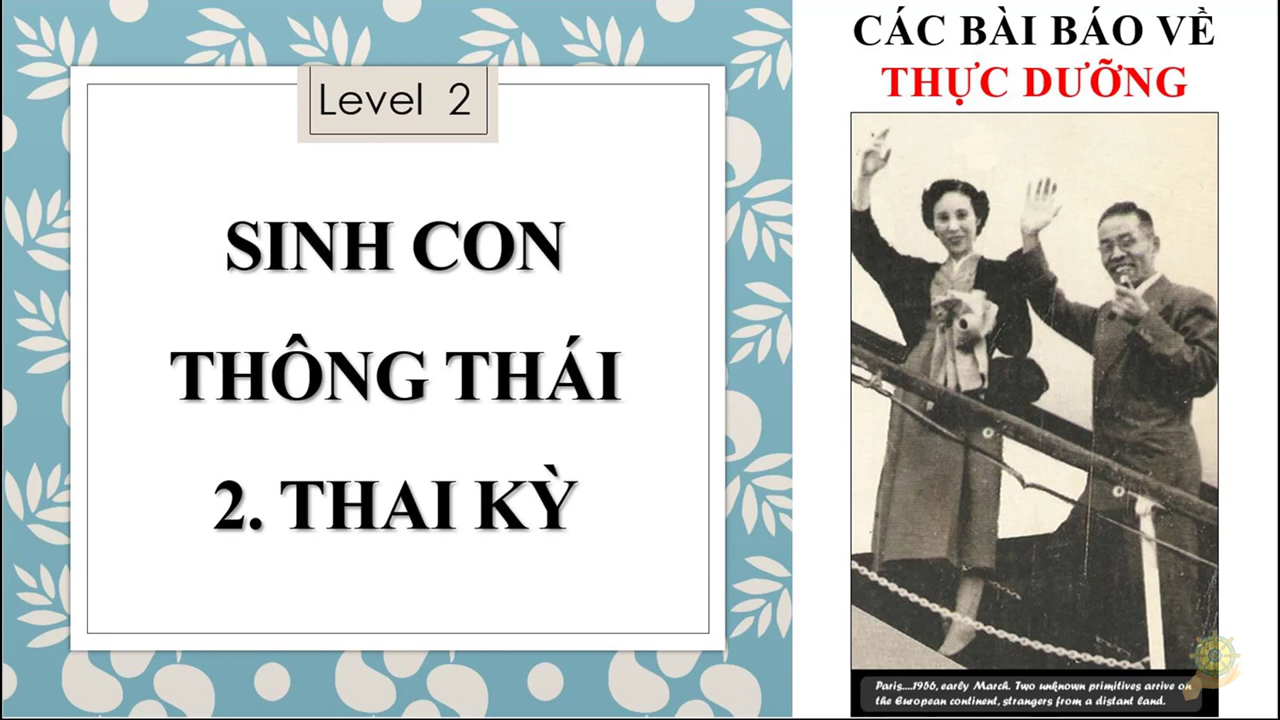 Level 2
SINH CON
THÔNG THÁI
2. THAI KỲ
CÁC BÀI BÁO VỀ
THỰC DƯỠNG
Paris....1956, early March. Two unknown primitives arrive on
the European continent, strangers from a distant land.